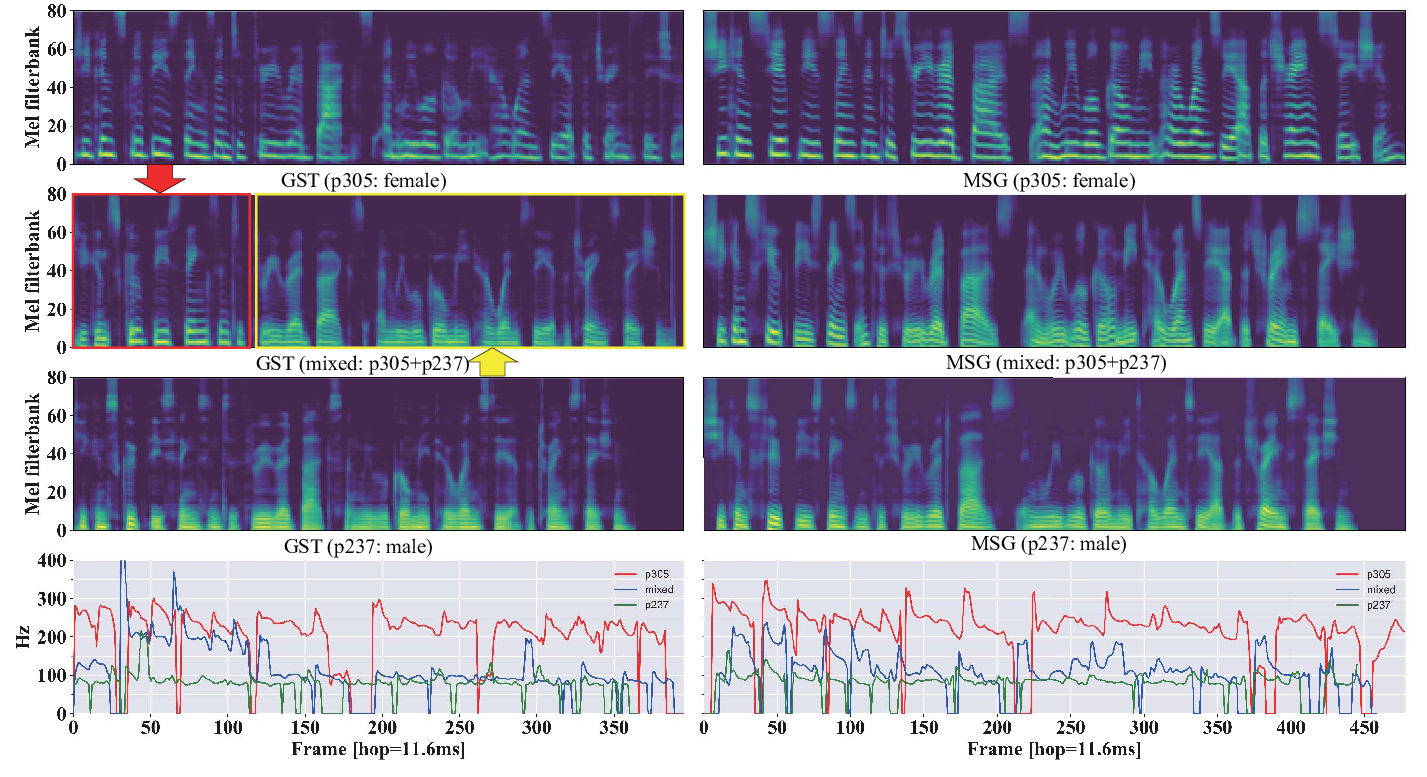 Mel filterbank
80
60
40
20
0
GST (p305: female)
MSG (p305: female)
Mel filterbank
80
60
40
20
0
GST (mixed: p305+p237)
MSG (mixed: p305+p237)
Mel filterbank
80
60
40
20
0
GST (p237: male)
MSG (p237: male)
Hz
400
300
200
100
0
p305
mixed
p237
p305
mixed
p237
0 50 100 150 200 250 300 350
0 50 100 150 200 250 300 350 400 450
Frame [hop=11.6ms]
Frame [hop=11.6ms]